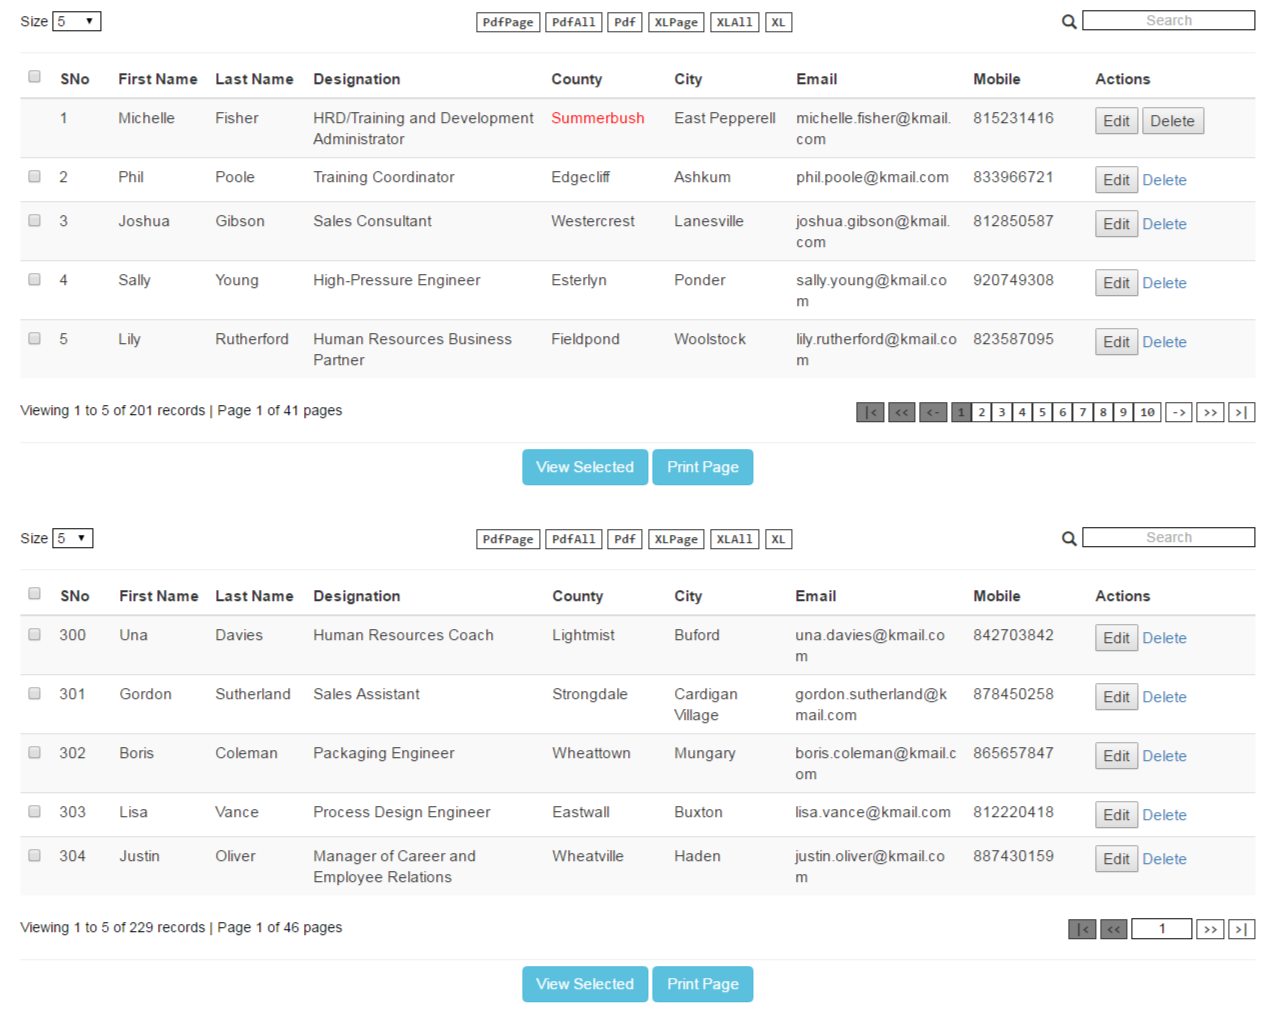 Size 5 PdfPage PdfAll Pdf XLPage XLAll XL Search
SNo First Name Last Name Designation County City Email Mobile Actions
1 Michelle Fisher HRD/Training and Development Summerbush East Pepperell michelle.fisher@kmail. 815231416 Edit Delete
Administrator com
2 Phil Poole Training Coordinator Edgecliff Ashkum phil.poole@kmail.com 833966721 Edit Delete
3 Joshua Gibson Sales Consultant Westercrest Lanesville joshua.gibson@kmail. 812850587 Edit Delete
com
4 Sally Young High-Pressure Engineer Esterlyn Ponder sally.young@kmail.co 920749308 Edit Delete
m
5 Lily Rutherford Human Resources Business Fieldpond Woolstock lily.rutherford@kmail.co 823587095 Edit Delete
Partner m
Viewing 1 to 5 of 201 records | Page 1 of 41 pages |< << <- 1 2 3 4 5 6 7 8 9 10 -> >> >|
View Selected Print Page
Size 5 PdfPage PdfAll Pdf XLPage XLAll XL Search
SNo First Name Last Name Designation County City Email Mobile Actions
300 Una Davies Human Resources Coach Lightmist Buford una.davies@kmail.co 842703842 Edit Delete
m
301 Gordon Sutherland Sales Assistant Strongdale Cardigan gordon.sutherland@k 878450258 Edit Delete
Village mail.com
302 Boris Coleman Packaging Engineer Wheattown Mungary boris.coleman@kmail.c 865657847 Edit Delete
om
303 Lisa Vance Process Design Engineer Eastwall Buxton lisa.vance@kmail.com 812220418 Edit Delete
304 Justin Oliver Manager of Career and Wheatville Haden justin.oliver@kmail.co 887430159 Edit Delete
Employee Relations m
Viewing 1 to 5 of 229 records | Page 1 of 46 pages |< << 1 >> >|
View Selected Print Page